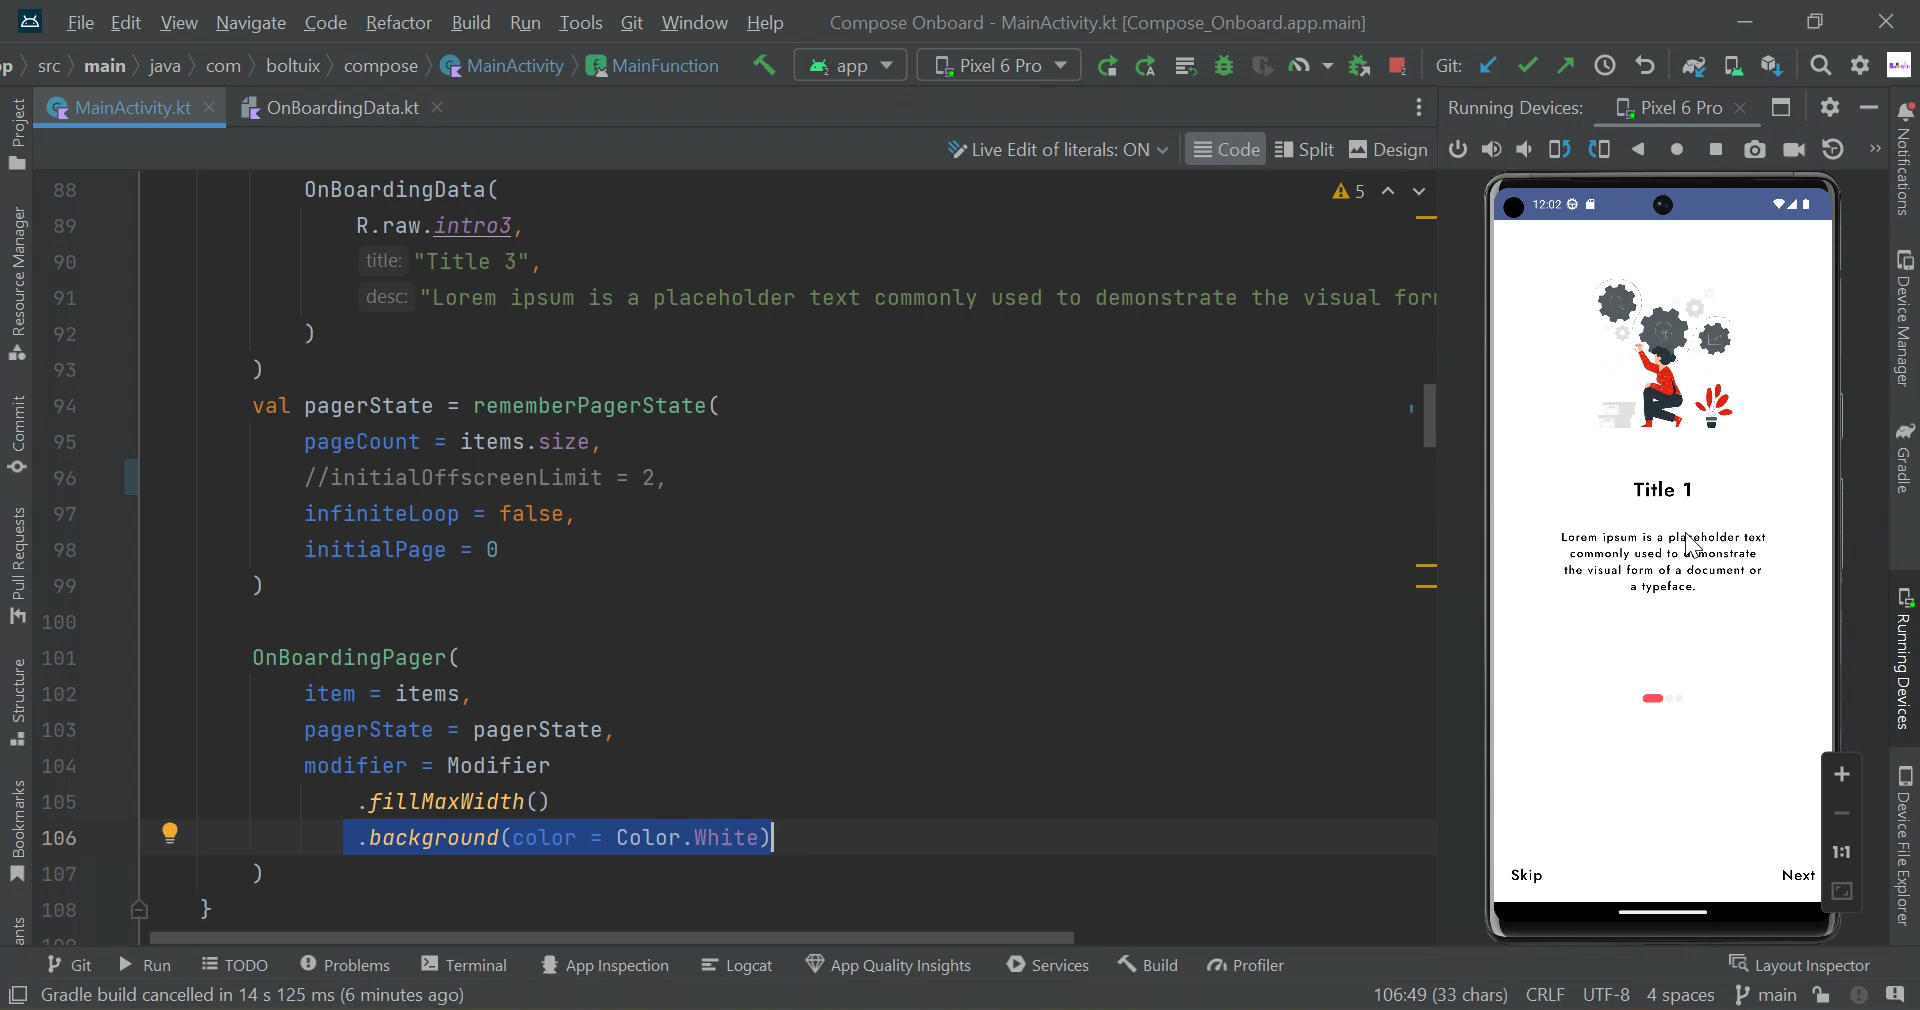 File Edit View Navigate Code Refactor Build Run Tools Git Window Help Compose Onboard - MainActivity.kt [Compose_Onboard.app.main]
p src main java com boltuix compose MainActivity MainFunction app Pixel 6 Pro Git:
MainActivity.kt OnBoardingData.kt
Running Devices: Pixel 6 Pro
Live Edit of literals: ON Code Split Design
Project
Resource Manager
Commit
Pull Requests
Structure
Bookmarks
ants
88 OnBoardingData(
5
89 R.raw.intro3,
90 title: "Title 3",
91 desc: "Lorem ipsum is a placeholder text commonly used to demonstrate the visual for
92 )
93 )
94 val pagerState = rememberPagerState(
95 pageCount = items.size,
96 //initialOffscreenLimit = 2,
97 infiniteLoop = false,
98 initialPage = 0
99 )
100
101 OnBoardingPager(
102 item = items,
103 pagerState = pagerState,
104 modifier = Modifier
105 .fillMaxWidth()
106 .background(color = Color.White)
107 )
108 }
12:02
Title 1
Lorem ipsum is a placeholder text
commonly used to demonstrate
the visual form of a document or
a typeface.
Skip Next
1:1
Notifications
Device Manager
Gradle
Running Devices
Device File Explorer
Git Run TODO Problems Terminal App Inspection Logcat App Quality Insights Services Build Profiler Layout Inspector
Gradle build cancelled in 14 s 125 ms (6 minutes ago) 106:49 (33 chars) CRLF UTF-8 4 spaces main